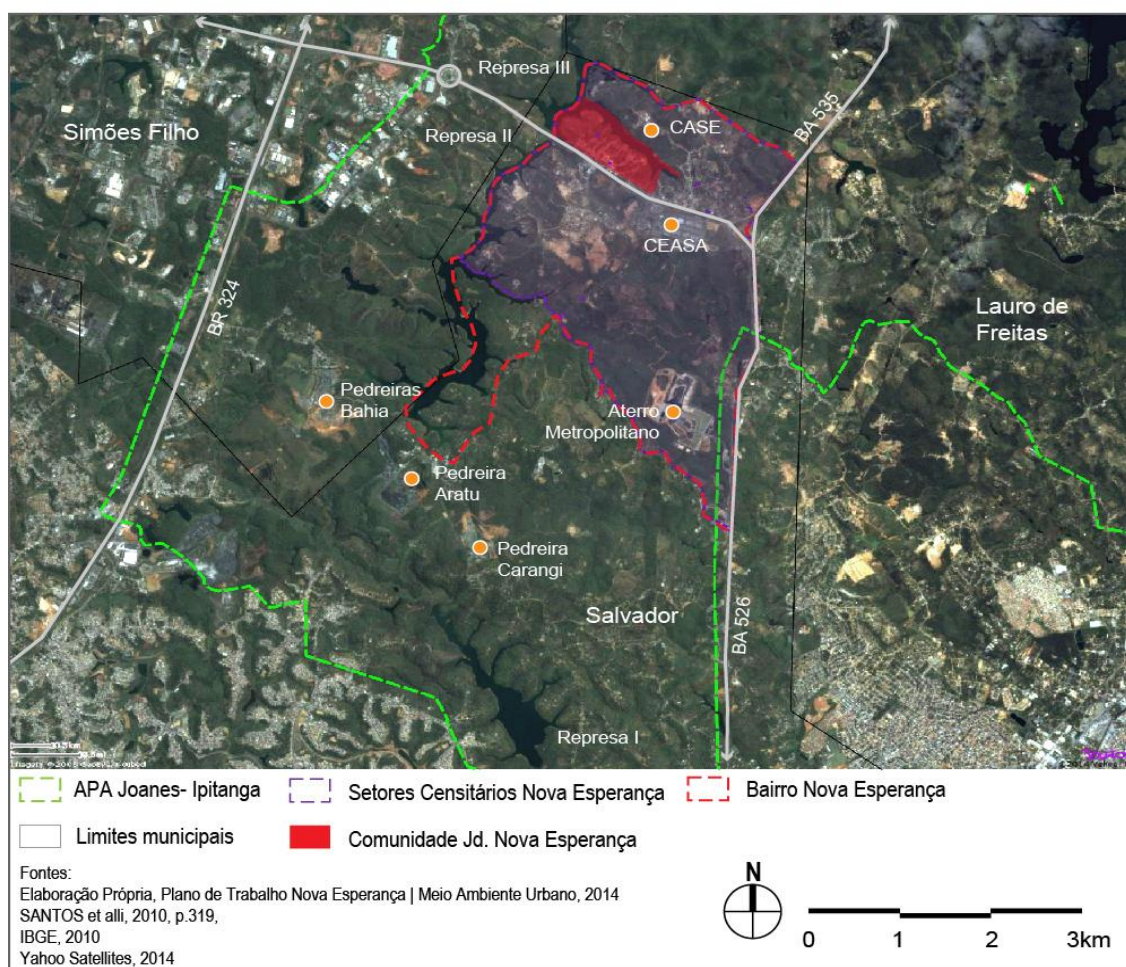 Represa III
Simões Filho
Represa II
CASE
BA 535
CEASA
BR 324
Lauro de
Freitas
Pedreiras
Bahia
Aterro
Metropolitano
Pedreira
Aratu
Pedreira
Carangi
Salvador
BA 526
Represa I
APA Joanes- Ipitanga
Setores Censitários Nova Esperança
Bairro Nova Esperança
Limites municipais
Comunidade Jd. Nova Esperança
Fontes:
Elaboração Própria, Plano de Trabalho Nova Esperança | Meio Ambiente Urbano, 2014
SANTOS et alli, 2010, p.319,
IBGE, 2010
Yahoo Satellites, 2014
N
0 1 2 3km